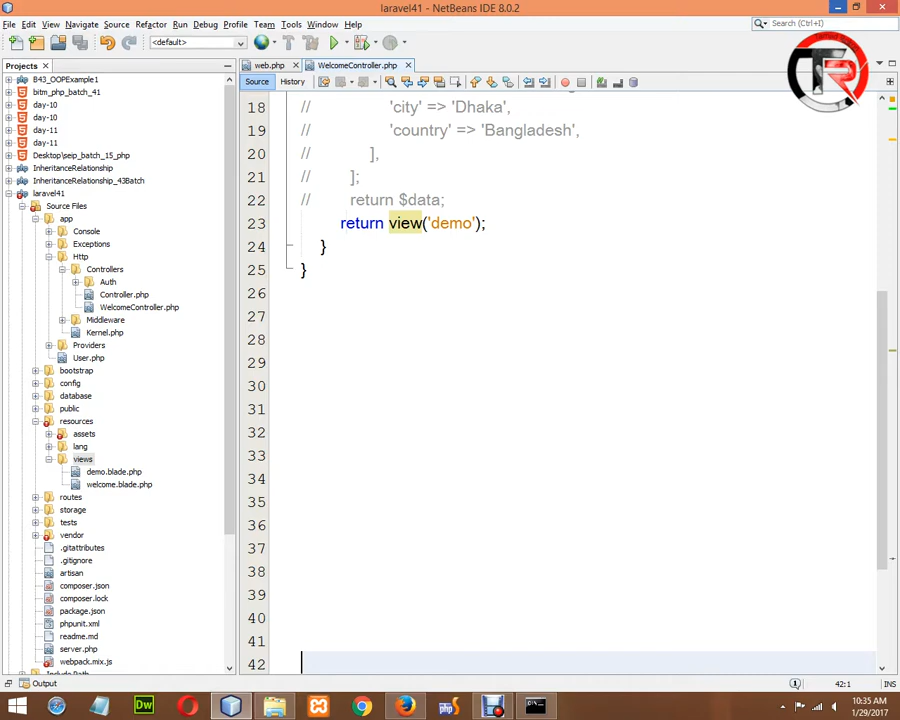 laravel41 - NetBeans IDE 8.0.2
File Edit View Navigate Source Refactor Run Debug Profile Team Tools Window Help
Search (Ctrl+I)
<default>
Projects
web.php
WelcomeController.php
Source
History
B43_OOPExample1
bitm_php_batch_41
day-10
day-10
day-11
day-11
Desktop\seip_batch_15_php
InheritanceRelationship
InheritanceRelationship_43Batch
laravel41
Source Files
app
Console
Exceptions
Http
Controllers
Auth
Controller.php
WelcomeController.php
Middleware
Kernel.php
Providers
User.php
bootstrap
config
database
public
resources
assets
lang
views
demo.blade.php
welcome.blade.php
routes
storage
tests
vendor
.gitattributes
.gitignore
artisan
composer.json
composer.lock
package.json
phpunit.xml
readme.md
server.php
webpack.mix.js
18 // 'city' => 'Dhaka',
19 // 'country' => 'Bangladesh',
20 // ],
21 // ];
22 // return $data;
23 return view('demo');
24 }
25 }
26
27
28
29
30
31
32
33
34
35
36
37
38
39
40
41
42
Output
42:1
INS
10:35 AM
1/29/2017